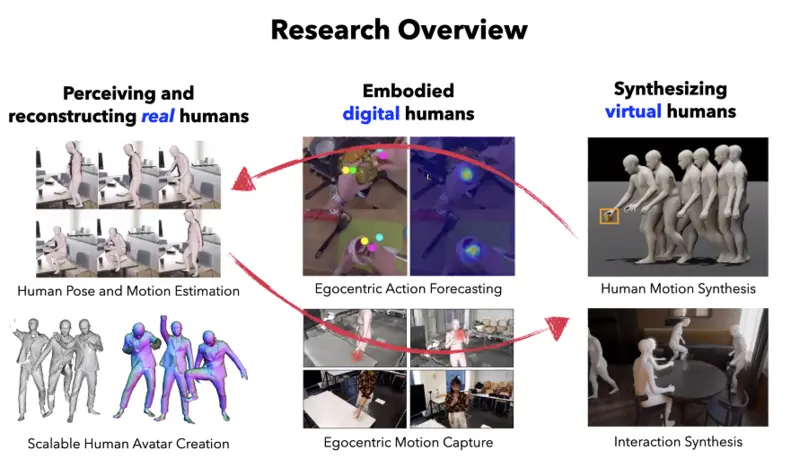 Research Overview
Perceiving and
reconstructing real humans
Human Pose and Motion Estimation
Scalable Human Avatar Creation
Embodied
digital humans
Egocentric Action Forecasting
Egocentric Motion Capture
Synthesizing
virtual humans
Human Motion Synthesis
Interaction Synthesis